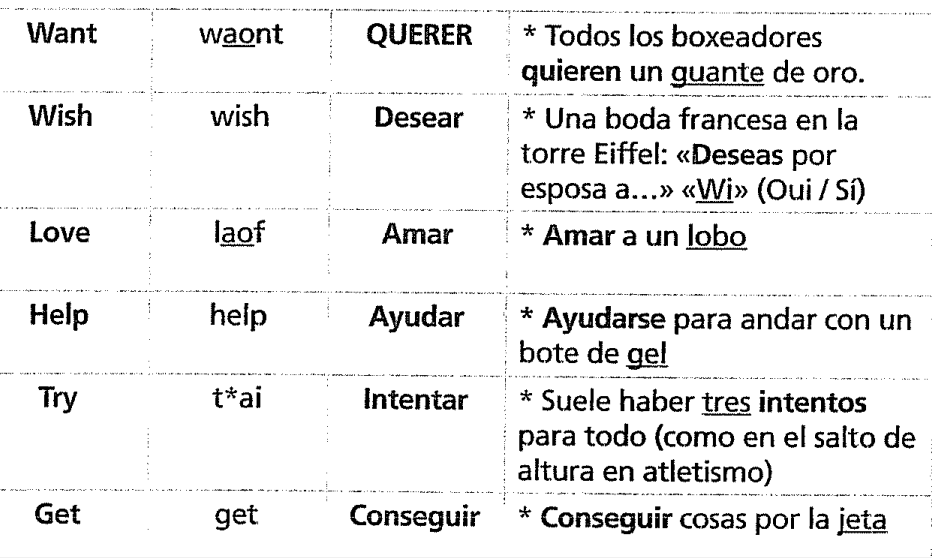 Want waont QUERER * Todos los boxeadores
quieren un guante de oro.
Wish wish Desear * Una boda francesa en la
torre Eiffel: «Deseas por
esposa a...» «Wi» (Oui / Sí)
Love laof Amar * Amar a un lobo
Help help Ayudar * Ayudarse para andar con un
bote de gel
Try t*ai Intentar * Suele haber tres intentos
para todo (como en el salto de
altura en atletismo)
Get get Conseguir * Conseguir cosas por la jeta